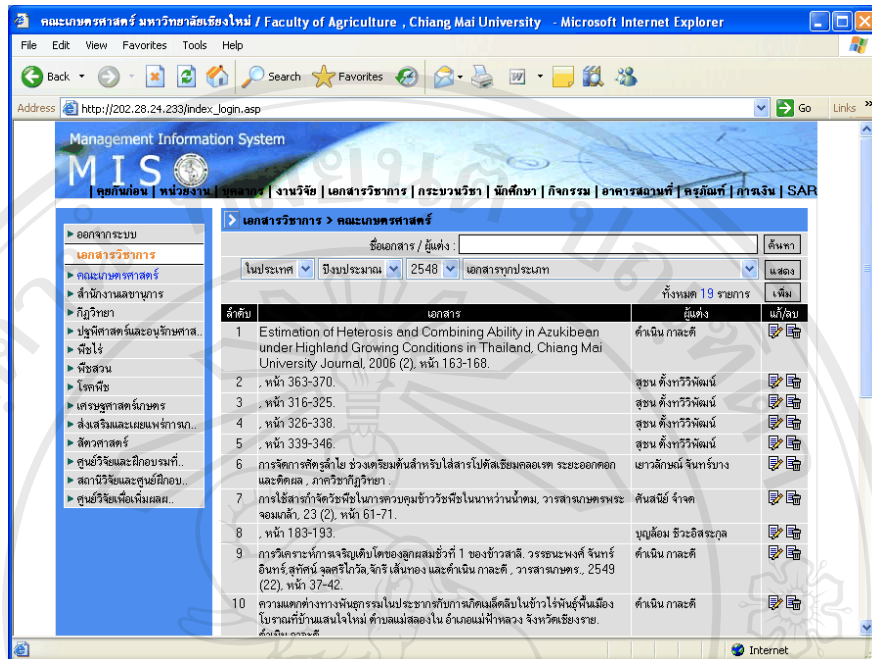 คณะเกษตรศาสตร์ มหาวิทยาลัยเชียงใหม่ / Faculty of Agriculture , Chiang Mai University - Microsoft Internet Explorer
File Edit View Favorites Tools Help
Back Search Favorites
Address http://202.28.24.233/index_login.asp Go Links »
Management Information System
MIS
| คุยกันก่อน | หน่วยงาน | บุคลากร | งานวิจัย | เอกสารวิชาการ | กระบวนวิชา | นักศึกษา | กิจกรรม | อาคารสถานที่ | ครุภัณฑ์ | การเงิน | SAR
ออกจากระบบ
เอกสารวิชาการ
คณะเกษตรศาสตร์
สำนักงานเลขานุการ
กีฏวิทยา
ปฐพีศาสตร์และอนุรักษศาส..
พืชไร่
พืชสวน
โรคพืช
เศรษฐศาสตร์เกษตร
ส่งเสริมและเผยแพร่การเก..
สัตวศาสตร์
ศูนย์วิจัยและฝึกอบรมที่..
สถานีวิจัยและศูนย์ฝึกอบ..
ศูนย์วิจัยเพื่อเพิ่มผลผ..
เอกสารวิชาการ > คณะเกษตรศาสตร์
ชื่อเอกสาร / ผู้แต่ง : ค้นหา
ในประเทศ ปีงบประมาณ 2548 เอกสารทุกประเภท แสดง
ทั้งหมด 19 รายการ เพิ่ม
ลำดับ เอกสาร ผู้แต่ง แก้/ลบ
1 Estimation of Heterosis and Combining Ability in Azukibean ดำเนิน กาละดี
under Highland Growing Conditions in Thailand, Chiang Mai
University Journal, 2006 (2), หน้า 163-168.
2 , หน้า 363-370. สุชน ตั้งทวีวิพัฒน์
3 , หน้า 316-325. สุชน ตั้งทวีวิพัฒน์
4 , หน้า 326-338. สุชน ตั้งทวีวิพัฒน์
5 , หน้า 339-346. สุชน ตั้งทวีวิพัฒน์
6 การจัดการศัตรูลำไย ช่วงเตรียมต้นสำหรับใส่สารโปตัสเซียมคลอเรท ระยะออกดอก เยาวลักษณ์ จันทร์บาง
และติดผล , ภาควิชากีฏวิทยา .
7 การใช้สารกำจัดวัชพืชในการควบคุมข้าววัชพืชในนาหว่านน้ำตม, วารสารเกษตรพระ ศันสนีย์ จำจด
จอมเกล้า, 23 (2), หน้า 61-71.
8 , หน้า 183-193. บุญล้อม ชีวะอิสระกุล
9 การวิเคราะห์การเจริญเติบโตของลูกผสมชั่วที่ 1 ของข้าวสาลี. วรรธนะพงศ์ จันทร์ ดำเนิน กาละดี
อินทร์,สุทัศน์ จุลศรีไกวัล,จักรี เส้นทอง และดำเนิน กาละดี , วารสารเกษตร., 2549
(22), หน้า 37-42.
10 ความแตกต่างทางพันธุกรรมในประชากรกับการเกิดเมล็ดลีบในข้าวไร่พันธุ์พื้นเมือง ดำเนิน กาละดี
โบราณที่บ้านแสนใจใหม่ ตำบลแม่สลองใน อำเภอแม่ฟ้าหลวง จังหวัดเชียงราย.
ดำเนิน กาละดี
Internet